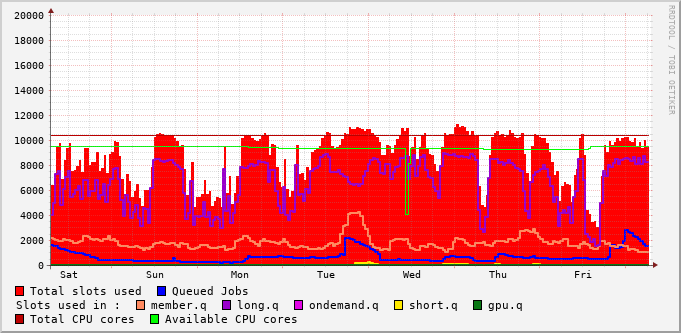 20000
18000
16000
14000
12000
10000
8000
6000
4000
2000
0
Sat Sun Mon Tue Wed Thu Fri
RRDTOOL / TOBI OETIKER
Total slots used Queued Jobs
Slots used in : member.q long.q ondemand.q short.q gpu.q
Total CPU cores Available CPU cores